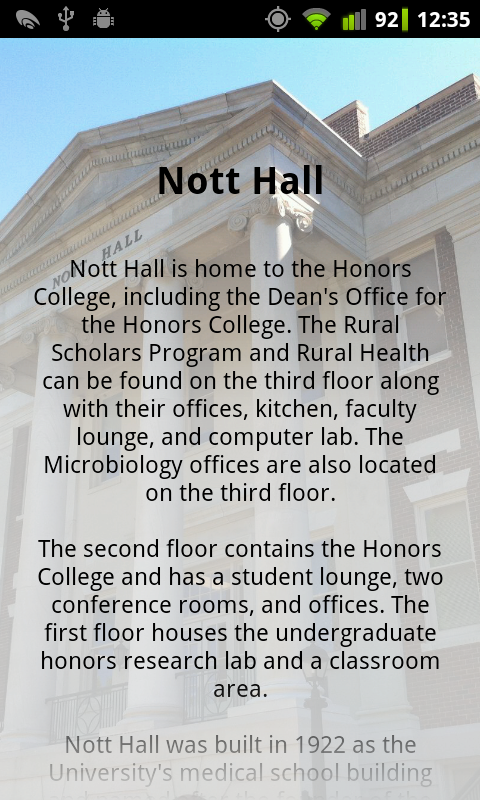 92 12:35
NOTT HALL
Nott Hall
Nott Hall is home to the Honors
College, including the Dean's Office for
the Honors College. The Rural
Scholars Program and Rural Health
can be found on the third floor along
with their offices, kitchen, faculty
lounge, and computer lab. The
Microbiology offices are also located
on the third floor.
The second floor contains the Honors
College and has a student lounge, two
conference rooms, and offices. The
first floor houses the undergraduate
honors research lab and a classroom
area.
Nott Hall was built in 1922 as the
University's medical school building